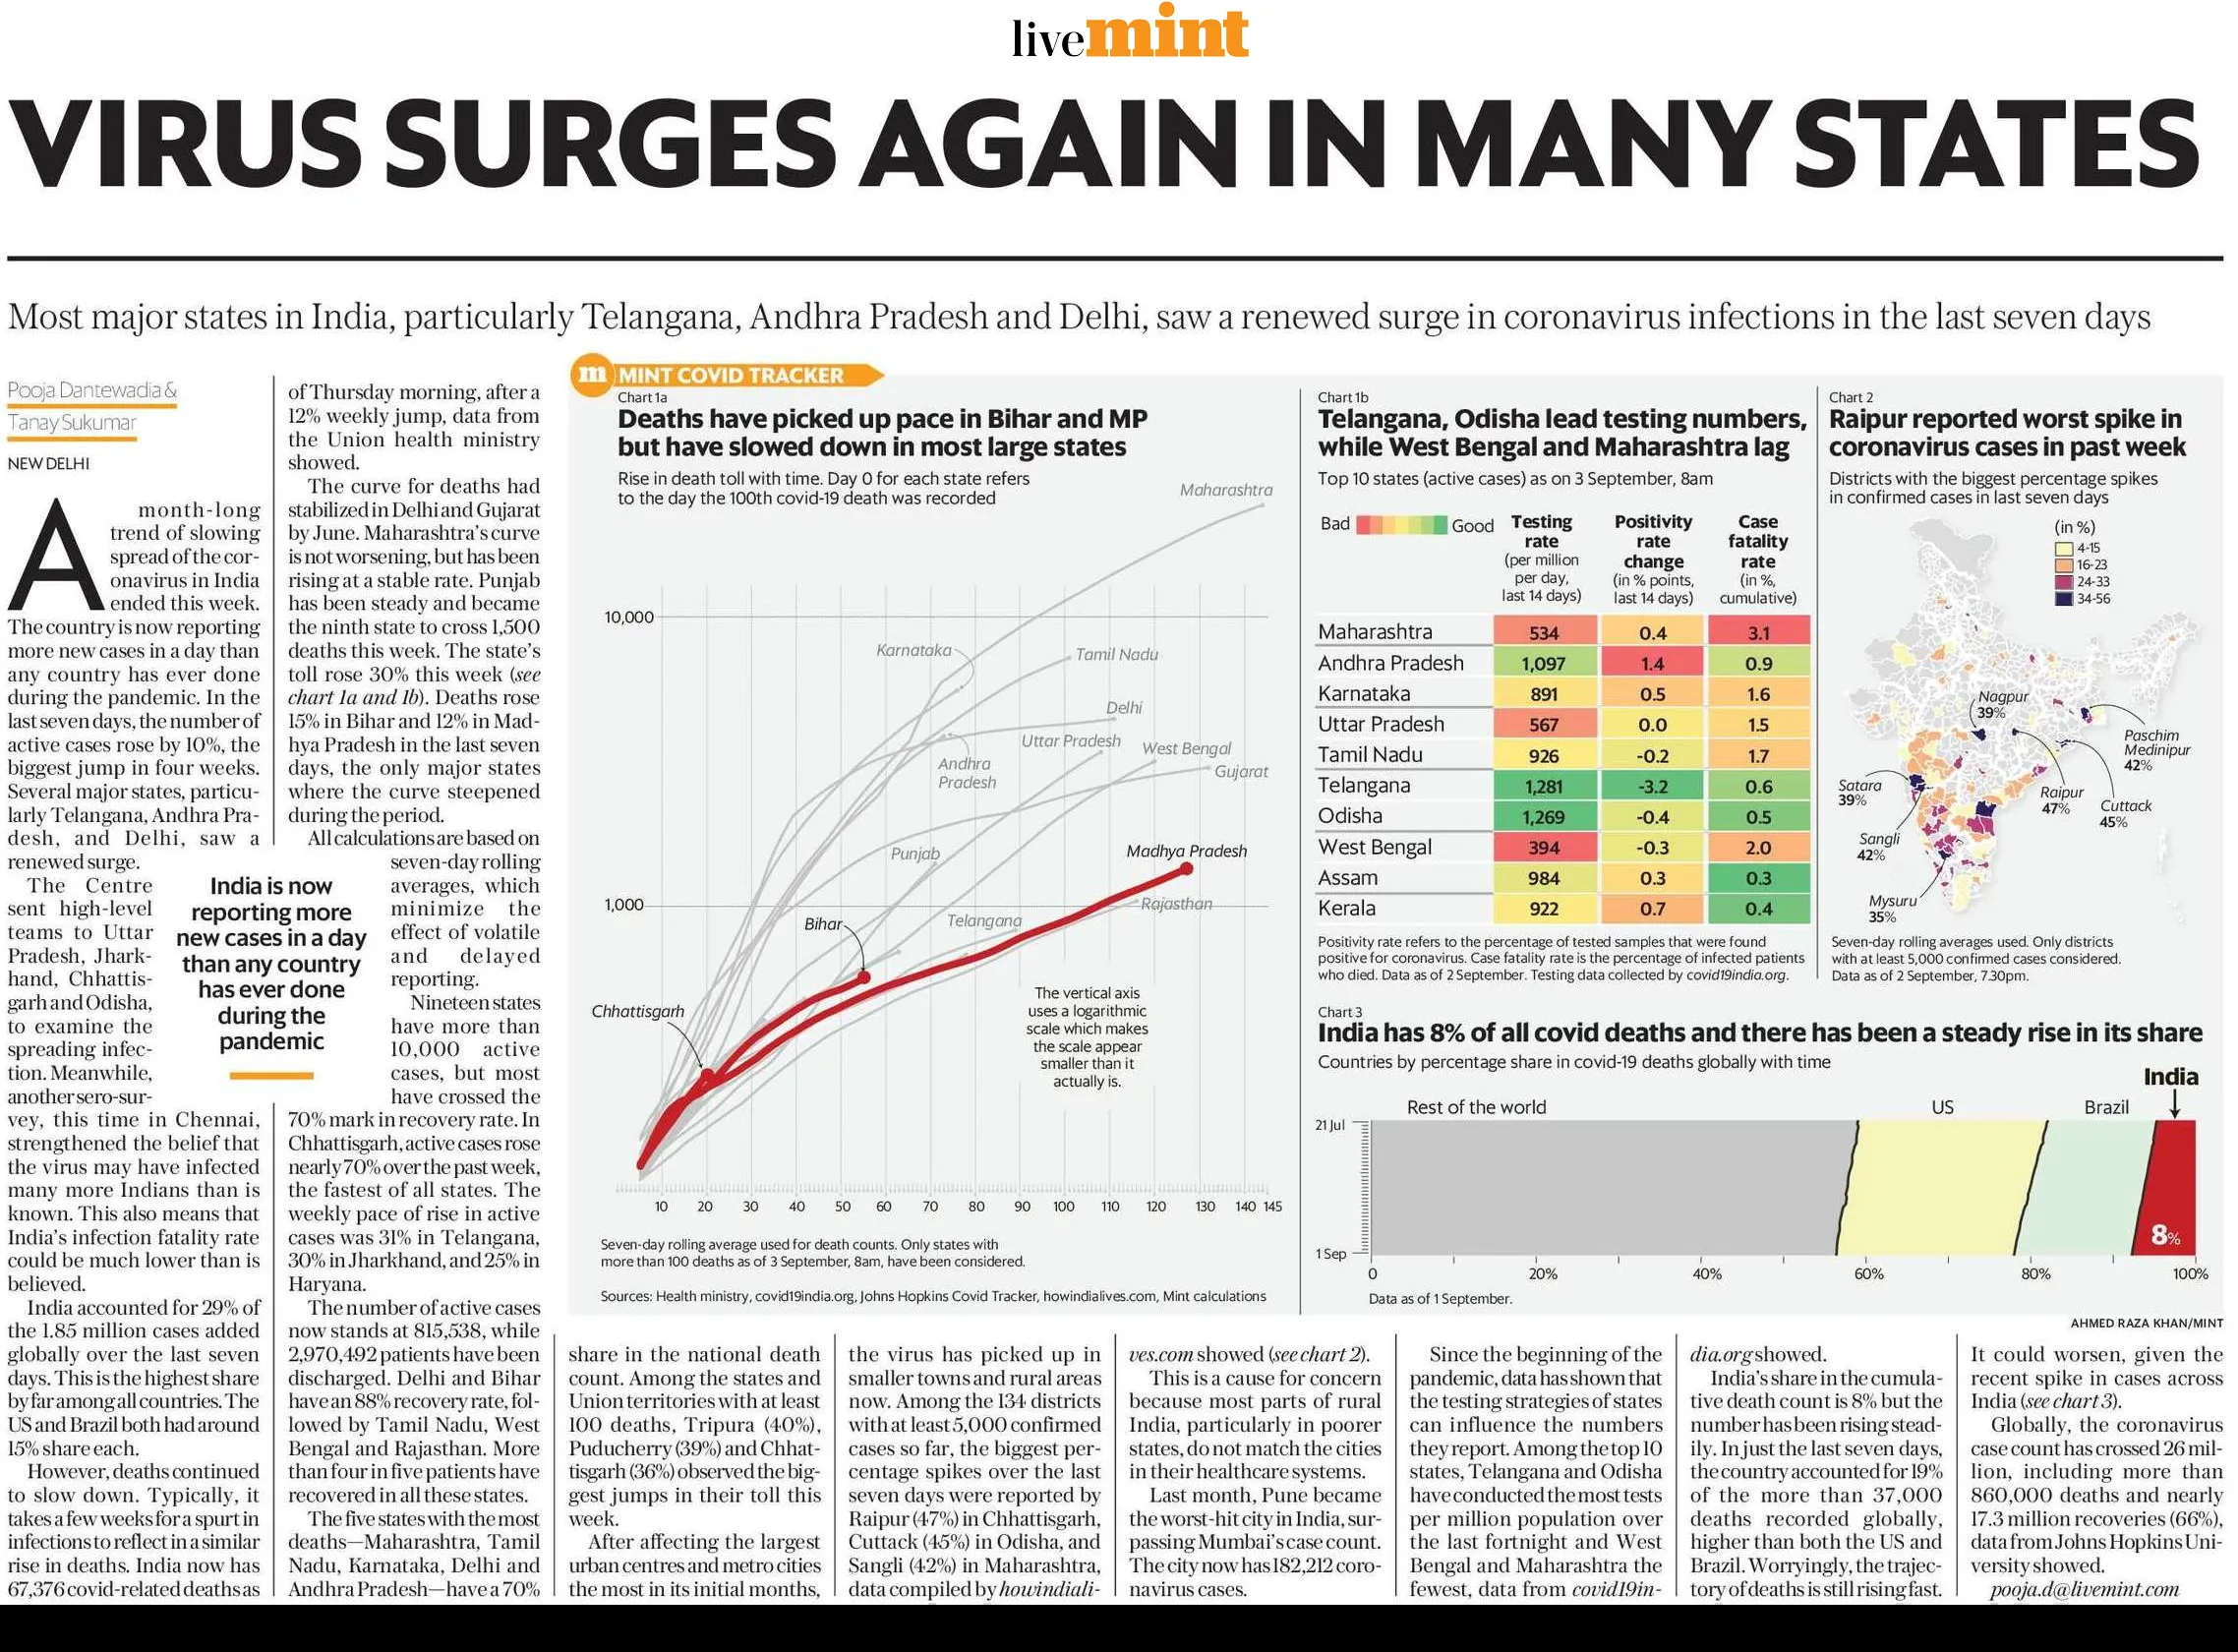 livemint
VIRUS SURGES AGAIN IN MANY STATES
Most major states in India, particularly Telangana, Andhra Pradesh and Delhi, saw a renewed surge in coronavirus infections in the last seven days
Pooja Dantewadia &
Tanay Sukumar
NEW DELHI
A month-long
trend of slowing
spread of the cor-
onavirus in India
ended this week.
The country is now reporting
more new cases in a day than
any country has ever done
during the pandemic. In the
last seven days, the number of
active cases rose by 10%, the
biggest jump in four weeks.
Several major states, particu-
larly Telangana, Andhra Pra-
desh, and Delhi, saw a
renewed surge.
The Centre
sent high-level
teams to Uttar
Pradesh, Jhark-
hand, Chhattis-
garh and Odisha,
to examine the
spreading infec-
tion. Meanwhile,
another sero-sur-
vey, this time in Chennai,
strengthened the belief that
the virus may have infected
many more Indians than is
known. This also means that
India's infection fatality rate
could be much lower than is
believed.
India accounted for 29% of
the 1.85 million cases added
globally over the last seven
days. This is the highest share
by far among all countries. The
US and Brazil both had around
15% share each.
However, deaths continued
to slow down. Typically, it
takes a few weeks for a spurt in
infections to reflect in a similar
rise in deaths. India now has
67,376 covid-related deaths as
of Thursday morning, after a
12% weekly jump, data from
the Union health ministry
showed.
The curve for deaths had
stabilized in Delhi and Gujarat
by June. Maharashtra's curve
is not worsening, but has been
rising at a stable rate. Punjab
has been steady and became
the ninth state to cross 1,500
deaths this week. The state's
toll rose 30% this week (see
chart 1a and 1b). Deaths rose
15% in Bihar and 12% in Mad-
hya Pradesh in the last seven
days, the only major states
where the curve steepened
during the period.
All calculations are based on
seven-day rolling
averages, which
minimize the
effect of volatile
and delayed
reporting.
Nineteen states
have more than
10,000 active
cases, but most
have crossed the
70% mark in recovery rate. In
Chhattisgarh, active cases rose
nearly 70% over the past week,
the fastest of all states. The
weekly pace of rise in active
cases was 31% in Telangana,
30% in Jharkhand, and 25% in
Haryana.
The number of active cases
now stands at 815,538, while
2,970,492 patients have been
discharged. Delhi and Bihar
have an 88% recovery rate, fol-
lowed by Tamil Nadu, West
Bengal and Rajasthan. More
than four in five patients have
recovered in all these states.
The five states with the most
deaths—Maharashtra, Tamil
Nadu, Karnataka, Delhi and
Andhra Pradesh—have a 70%
India is now
reporting more
new cases in a day
than any country
has ever done
during the
pandemic
m MINT COVID TRACKER
Chart 1a
Deaths have picked up pace in Bihar and MP
but have slowed down in most large states
Rise in death toll with time. Day 0 for each state refers
to the day the 100th covid-19 death was recorded
Maharashtra
10,000
Karnataka
Tamil Nadu
Delhi
Uttar Pradesh
West Bengal
Andhra
Pradesh
Gujarat
Punjab
Madhya Pradesh
1,000
Rajasthan
Bihar
Telangana
Chhattisgarh
The vertical axis
uses a logarithmic
scale which makes
the scale appear
smaller than it
actually is.
10 20 30 40 50 60 70 80 90 100 110 120 130 140 145
Seven-day rolling average used for death counts. Only states with
more than 100 deaths as of 3 September, 8am, have been considered.
Sources: Health ministry, covid19india.org, Johns Hopkins Covid Tracker, howindialives.com, Mint calculations
Chart 1b
Telangana, Odisha lead testing numbers,
while West Bengal and Maharashtra lag
Top 10 states (active cases) as on 3 September, 8am
Bad Good
Testing
rate
(per million
per day,
last 14 days)
Positivity
rate
change
(in % points,
last 14 days)
Case
fatality
rate
(in %,
cumulative)
Maharashtra 534 0.4 3.1
Andhra Pradesh 1,097 1.4 0.9
Karnataka 891 0.5 1.6
Uttar Pradesh 567 0.0 1.5
Tamil Nadu 926 -0.2 1.7
Telangana 1,281 -3.2 0.6
Odisha 1,269 -0.4 0.5
West Bengal 394 -0.3 2.0
Assam 984 0.3 0.3
Kerala 922 0.7 0.4
Positivity rate refers to the percentage of tested samples that were found
positive for coronavirus. Case fatality rate is the percentage of infected patients
who died. Data as of 2 September. Testing data collected by covid19india.org.
Chart 2
Raipur reported worst spike in
coronavirus cases in past week
Districts with the biggest percentage spikes
in confirmed cases in last seven days
(in %)
4-15
16-23
24-33
34-56
Nagpur
39%
Paschim
Medinipur
42%
Satara
39%
Raipur
47%
Cuttack
45%
Sangli
42%
Mysuru
35%
Seven-day rolling averages used. Only districts
with at least 5,000 confirmed cases considered.
Data as of 2 September, 7.30pm.
Chart 3
India has 8% of all covid deaths and there has been a steady rise in its share
Countries by percentage share in covid-19 deaths globally with time
India
Rest of the world US Brazil
21 Jul
8%
1 Sep
0 20% 40% 60% 80% 100%
Data as of 1 September.
AHMED RAZA KHAN/MINT
share in the national death
count. Among the states and
Union territories with at least
100 deaths, Tripura (40%),
Puducherry (39%) and Chhat-
tisgarh (36%) observed the big-
gest jumps in their toll this
week.
After affecting the largest
urban centres and metro cities
the most in its initial months,
the virus has picked up in
smaller towns and rural areas
now. Among the 134 districts
with at least 5,000 confirmed
cases so far, the biggest per-
centage spikes over the last
seven days were reported by
Raipur (47%) in Chhattisgarh,
Cuttack (45%) in Odisha, and
Sangli (42%) in Maharashtra,
data compiled by howindiali-
ves.com showed (see chart 2).
This is a cause for concern
because most parts of rural
India, particularly in poorer
states, do not match the cities
in their healthcare systems.
Last month, Pune became
the worst-hit city in India, sur-
passing Mumbai's case count.
The city now has 182,212 coro-
navirus cases.
Since the beginning of the
pandemic, data has shown that
the testing strategies of states
can influence the numbers
they report. Among the top 10
states, Telangana and Odisha
have conducted the most tests
per million population over
the last fortnight and West
Bengal and Maharashtra the
fewest, data from covid19in-
dia.org showed.
India's share in the cumula-
tive death count is 8% but the
number has been rising stead-
ily. In just the last seven days,
the country accounted for 19%
of the more than 37,000
deaths recorded globally,
higher than both the US and
Brazil. Worryingly, the trajec-
tory of deaths is still rising fast.
It could worsen, given the
recent spike in cases across
India (see chart 3).
Globally, the coronavirus
case count has crossed 26 mil-
lion, including more than
860,000 deaths and nearly
17.3 million recoveries (66%),
data from Johns Hopkins Uni-
versity showed.
pooja.d@livemint.com